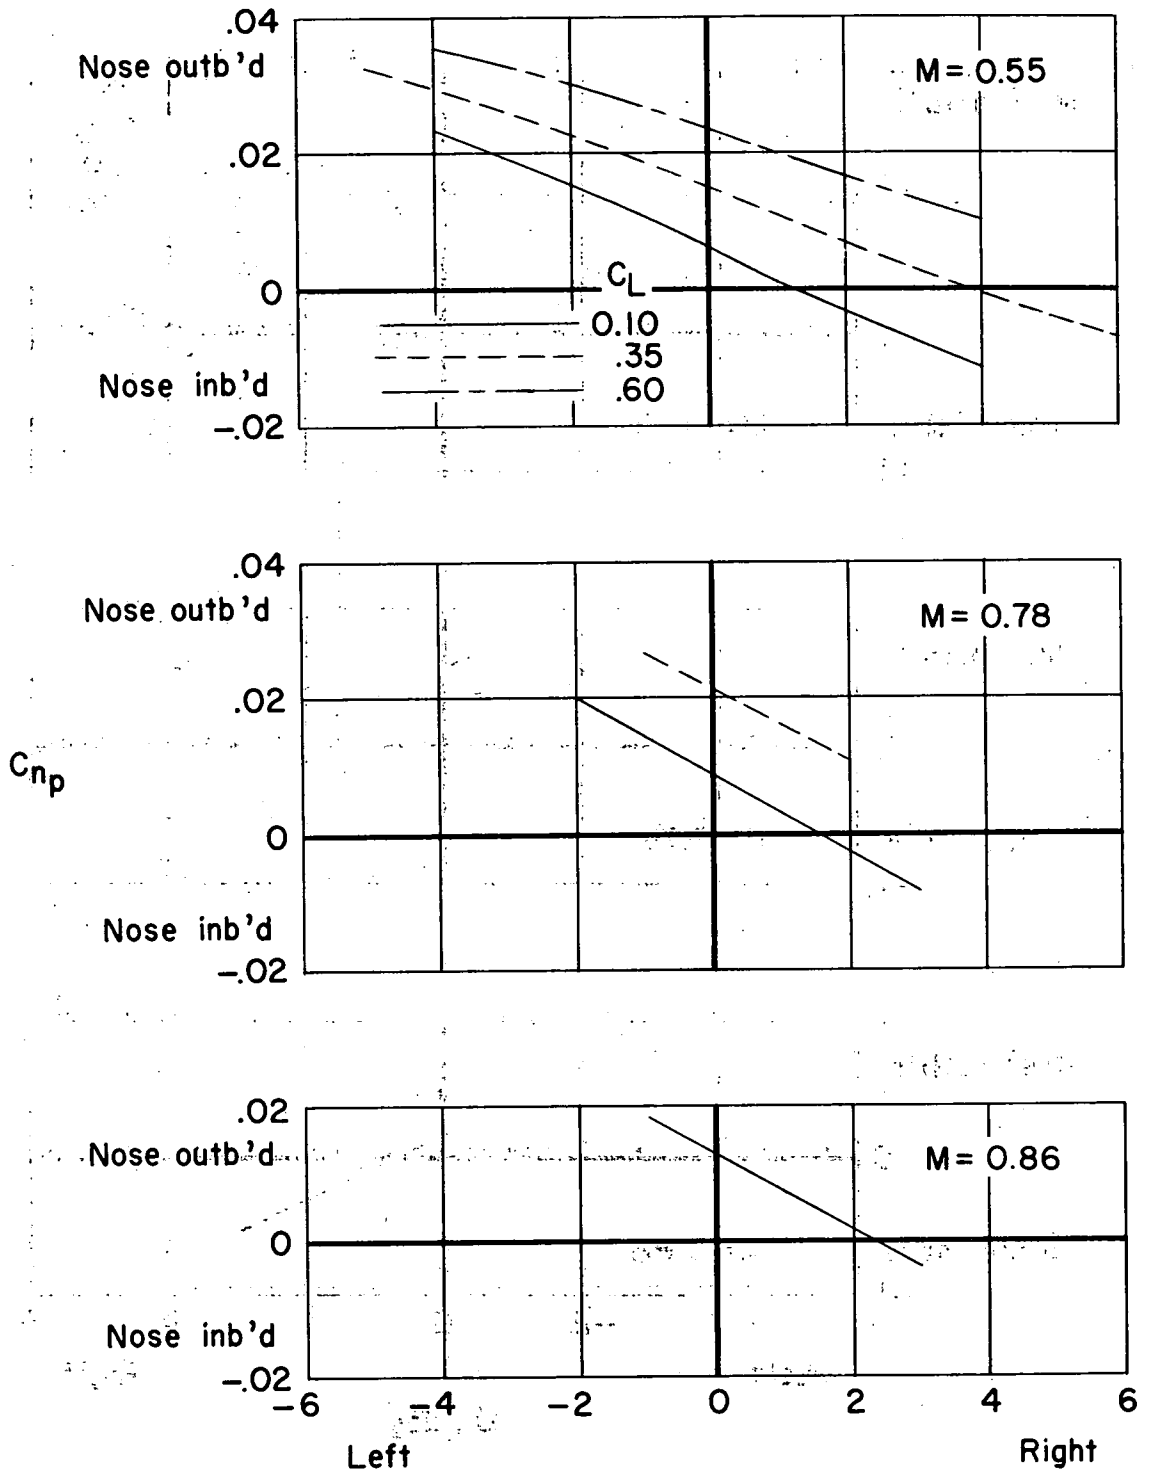 .04
Nose outb'd
M = 0.55
.02
0
C_L
0.10
.35
.60
Nose inb'd
-.02
.04
Nose outb'd
M = 0.78
.02
C_n_p
0
Nose inb'd
-.02
.02
Nose outb'd
M = 0.86
0
Nose inb'd
-.02
-6 -4 -2 0 2 4 6
Left Right